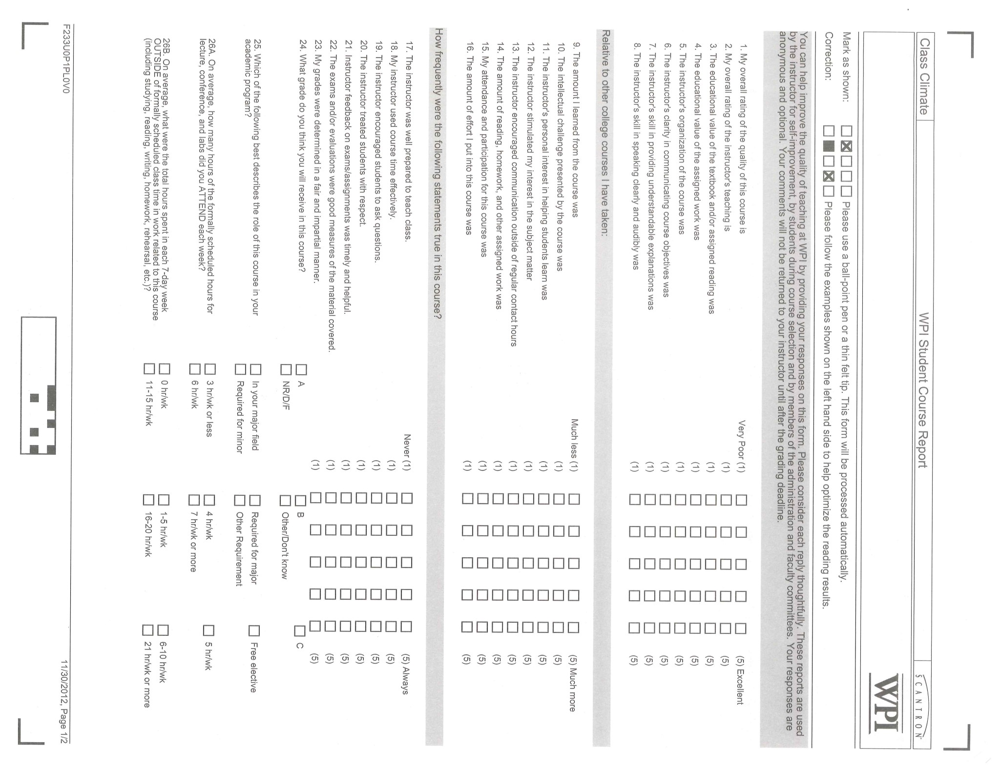 Class Climate WPI Student Course Report SCANTRON®
WPI
Mark as shown: Please use a ball-point pen or a thin felt tip. This form will be processed automatically.
Correction: Please follow the examples shown on the left hand side to help optimize the reading results.
You can help improve the quality of teaching at WPI by providing your responses on this form. Please consider each reply thoughtfully. These reports are used
by the instructor for self-improvement, by students during course selection and by members of the administration and faculty committees. Your responses are
anonymous and optional. Your comments will not be returned to your instructor until after the grading deadline.
1. My overall rating of the quality of this course is Very Poor (1) (5) Excellent
2. My overall rating of the instructor's teaching is (1) (5)
3. The educational value of the textbook and/or assigned reading was (1) (5)
4. The educational value of the assigned work was (1) (5)
5. The instructor's organization of the course was (1) (5)
6. The instructor's clarity in communicating course objectives was (1) (5)
7. The instructor's skill in providing understandable explanations was (1) (5)
8. The instructor's skill in speaking clearly and audibly was (1) (5)
Relative to other college courses I have taken:
9. The amount I learned from the course was Much less (1) (5) Much more
10. The intellectual challenge presented by the course was (1) (5)
11. The instructor's personal interest in helping students learn was (1) (5)
12. The instructor stimulated my interest in the subject matter (1) (5)
13. The instructor encouraged communication outside of regular contact hours (1) (5)
14. The amount of reading, homework, and other assigned work was (1) (5)
15. My attendance and participation for this course was (1) (5)
16. The amount of effort I put into this course was (1) (5)
How frequently were the following statements true in this course?
17. The instructor was well prepared to teach class. Never (1) (5) Always
18. My instructor used course time effectively. (1) (5)
19. The instructor encouraged students to ask questions. (1) (5)
20. The instructor treated students with respect. (1) (5)
21. Instructor feedback on exams/assignments was timely and helpful. (1) (5)
22. The exams and/or evaluations were good measures of the material covered. (1) (5)
23. My grades were determined in a fair and impartial manner. (1) (5)
24. What grade do you think you will receive in this course? A B C
NR/D/F Other/Don't know
25. Which of the following best describes the role of this course in your In your major field Required for major Free elective
academic program? Required for minor Other Requirement
26A. On average, how many hours of the formally scheduled hours for 3 hr/wk or less 4 hr/wk 5 hr/wk
lecture, conference, and labs did you ATTEND each week? 6 hr/wk 7 hr/wk or more
26B. On average, what were the total hours spent in each 7-day week 0 hr/wk 1-5 hr/wk 6-10 hr/wk
OUTSIDE of formally scheduled class time in work related to this course
(including studying, reading, writing, homework, rehearsal, etc.)? 11-15 hr/wk 16-20 hr/wk 21 hr/wk or more
F233U0P1PL0V0 11/30/2012, Page 1/2